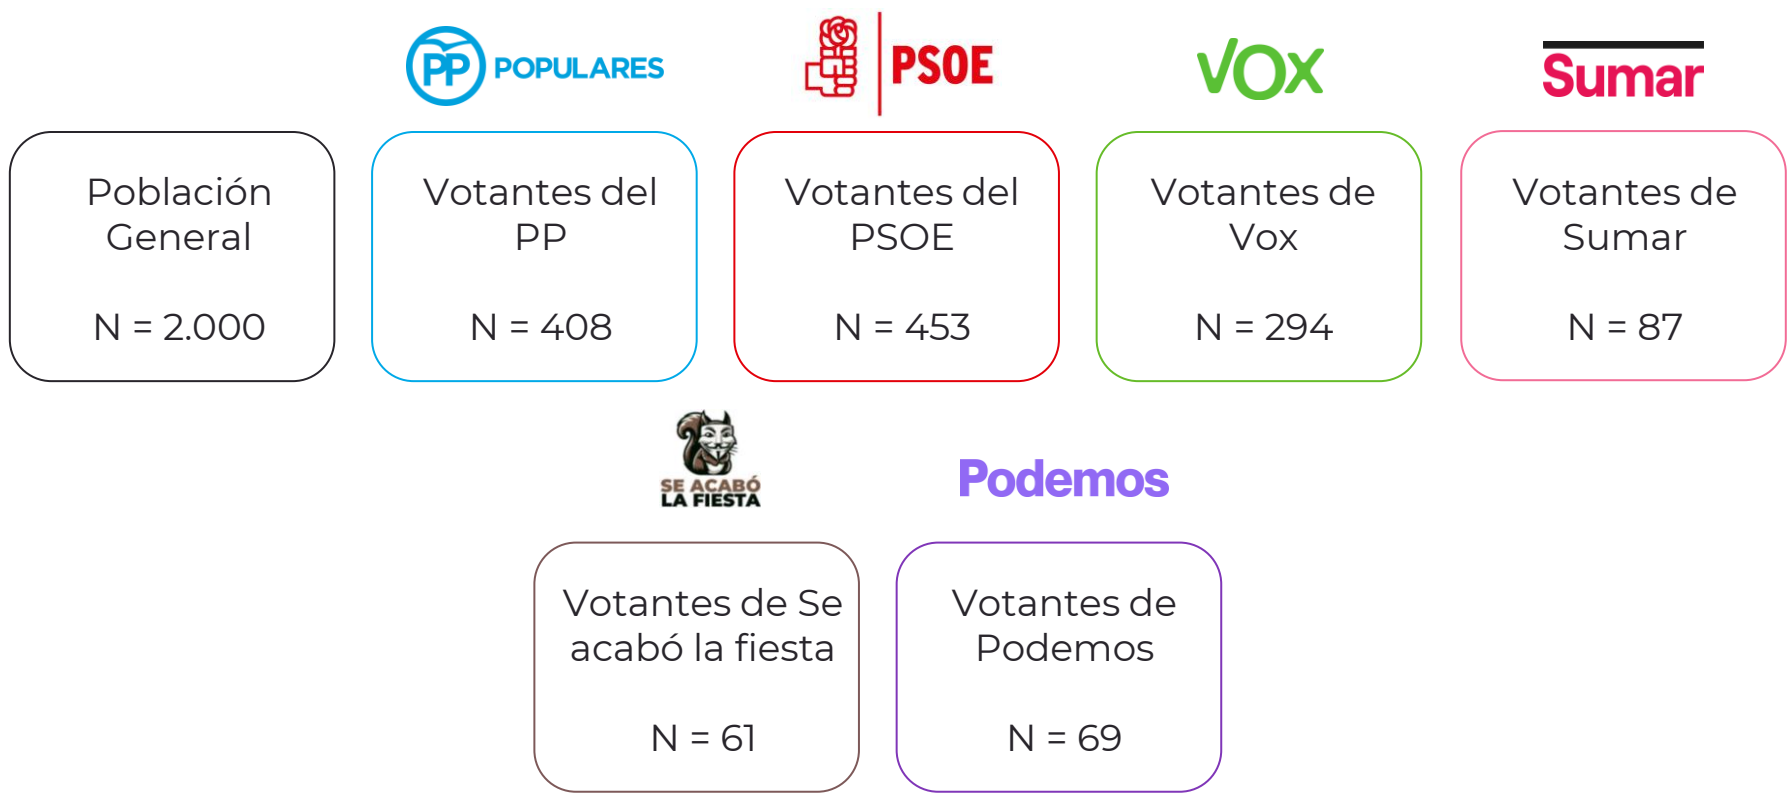 PP POPULARES
PSOE
VOX
Sumar
Población
General
N = 2.000
Votantes del
PP
N = 408
Votantes del
PSOE
N = 453
Votantes de
Vox
N = 294
Votantes de
Sumar
N = 87
SE ACABÓ
LA FIESTA
Podemos
Votantes de Se
acabó la fiesta
N = 61
Votantes de
Podemos
N = 69